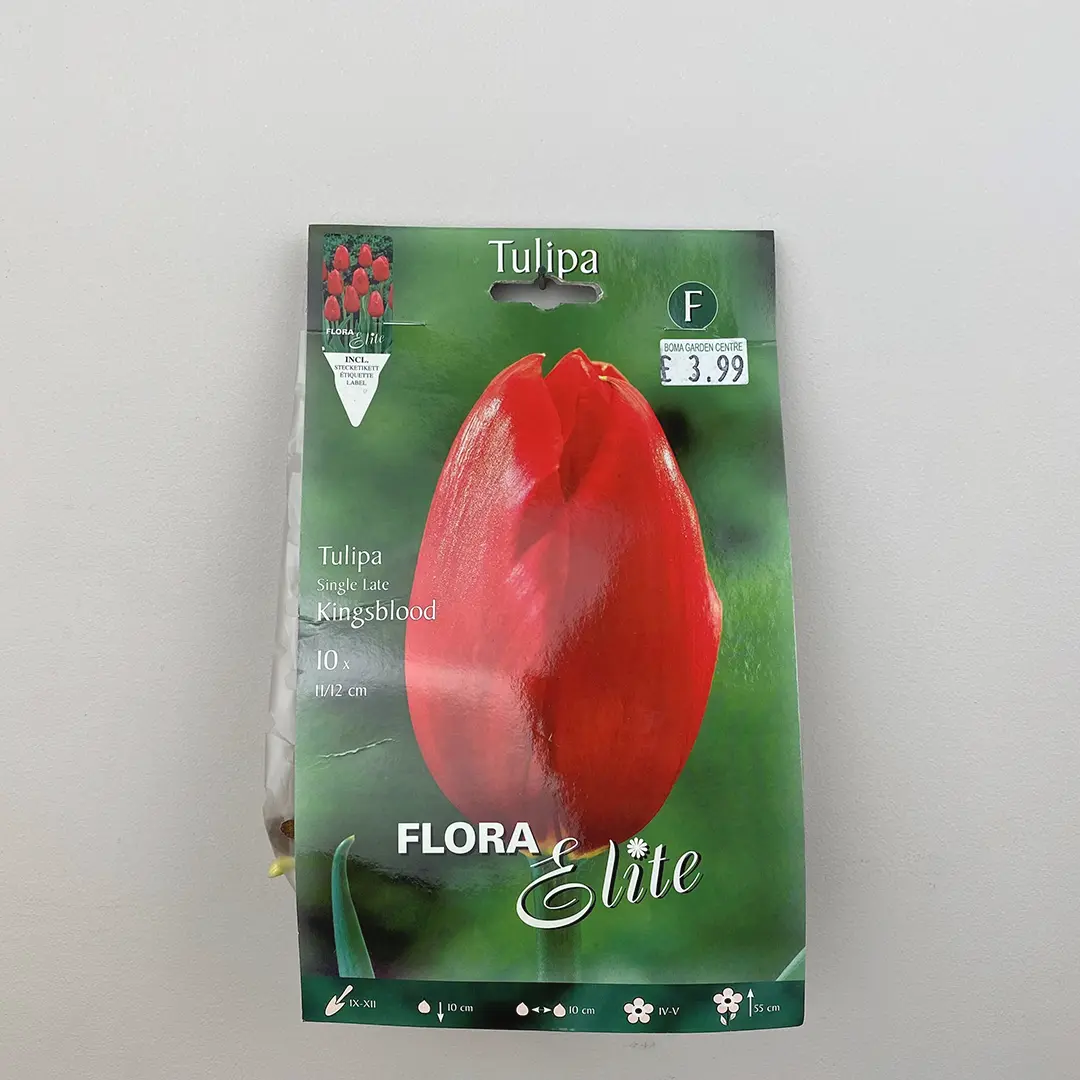 Tulipa
F
BOMA GARDEN CENTRE
£ 3.99
FLORA Elite
INCL.
STECKETIKETT
ÉTIQUETTE
LABEL
Tulipa
Single Late
Kingsblood
10 x
11/12 cm
FLORA Elite
IX-XII
10 cm
10 cm
IV-V
55 cm